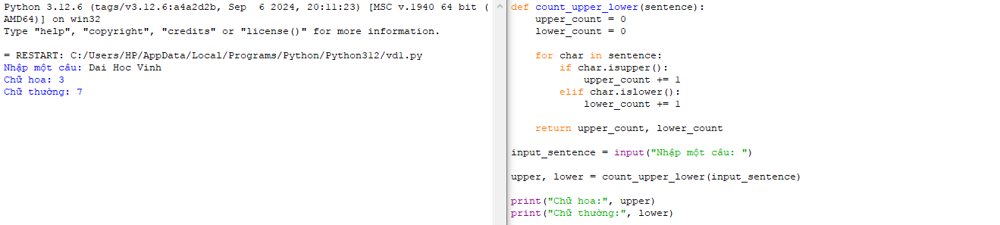 Python 3.12.6 (tags/v3.12.6:a4a2d2b, Sep  6 2024, 20:11:23) [MSC v.1940 64 bit (
AMD64)] on win32
Type "help", "copyright", "credits" or "license()" for more information.

= RESTART: C:/Users/HP/AppData/Local/Programs/Python/Python312/vd1.py
Nhập một câu: Dai Hoc Vinh
Chữ hoa: 3
Chữ thường: 7

def count_upper_lower(sentence):
    upper_count = 0
    lower_count = 0

    for char in sentence:
        if char.isupper():
            upper_count += 1
        elif char.islower():
            lower_count += 1

    return upper_count, lower_count

input_sentence = input("Nhập một câu: ")

upper, lower = count_upper_lower(input_sentence)

print("Chữ hoa:", upper)
print("Chữ thường:", lower)